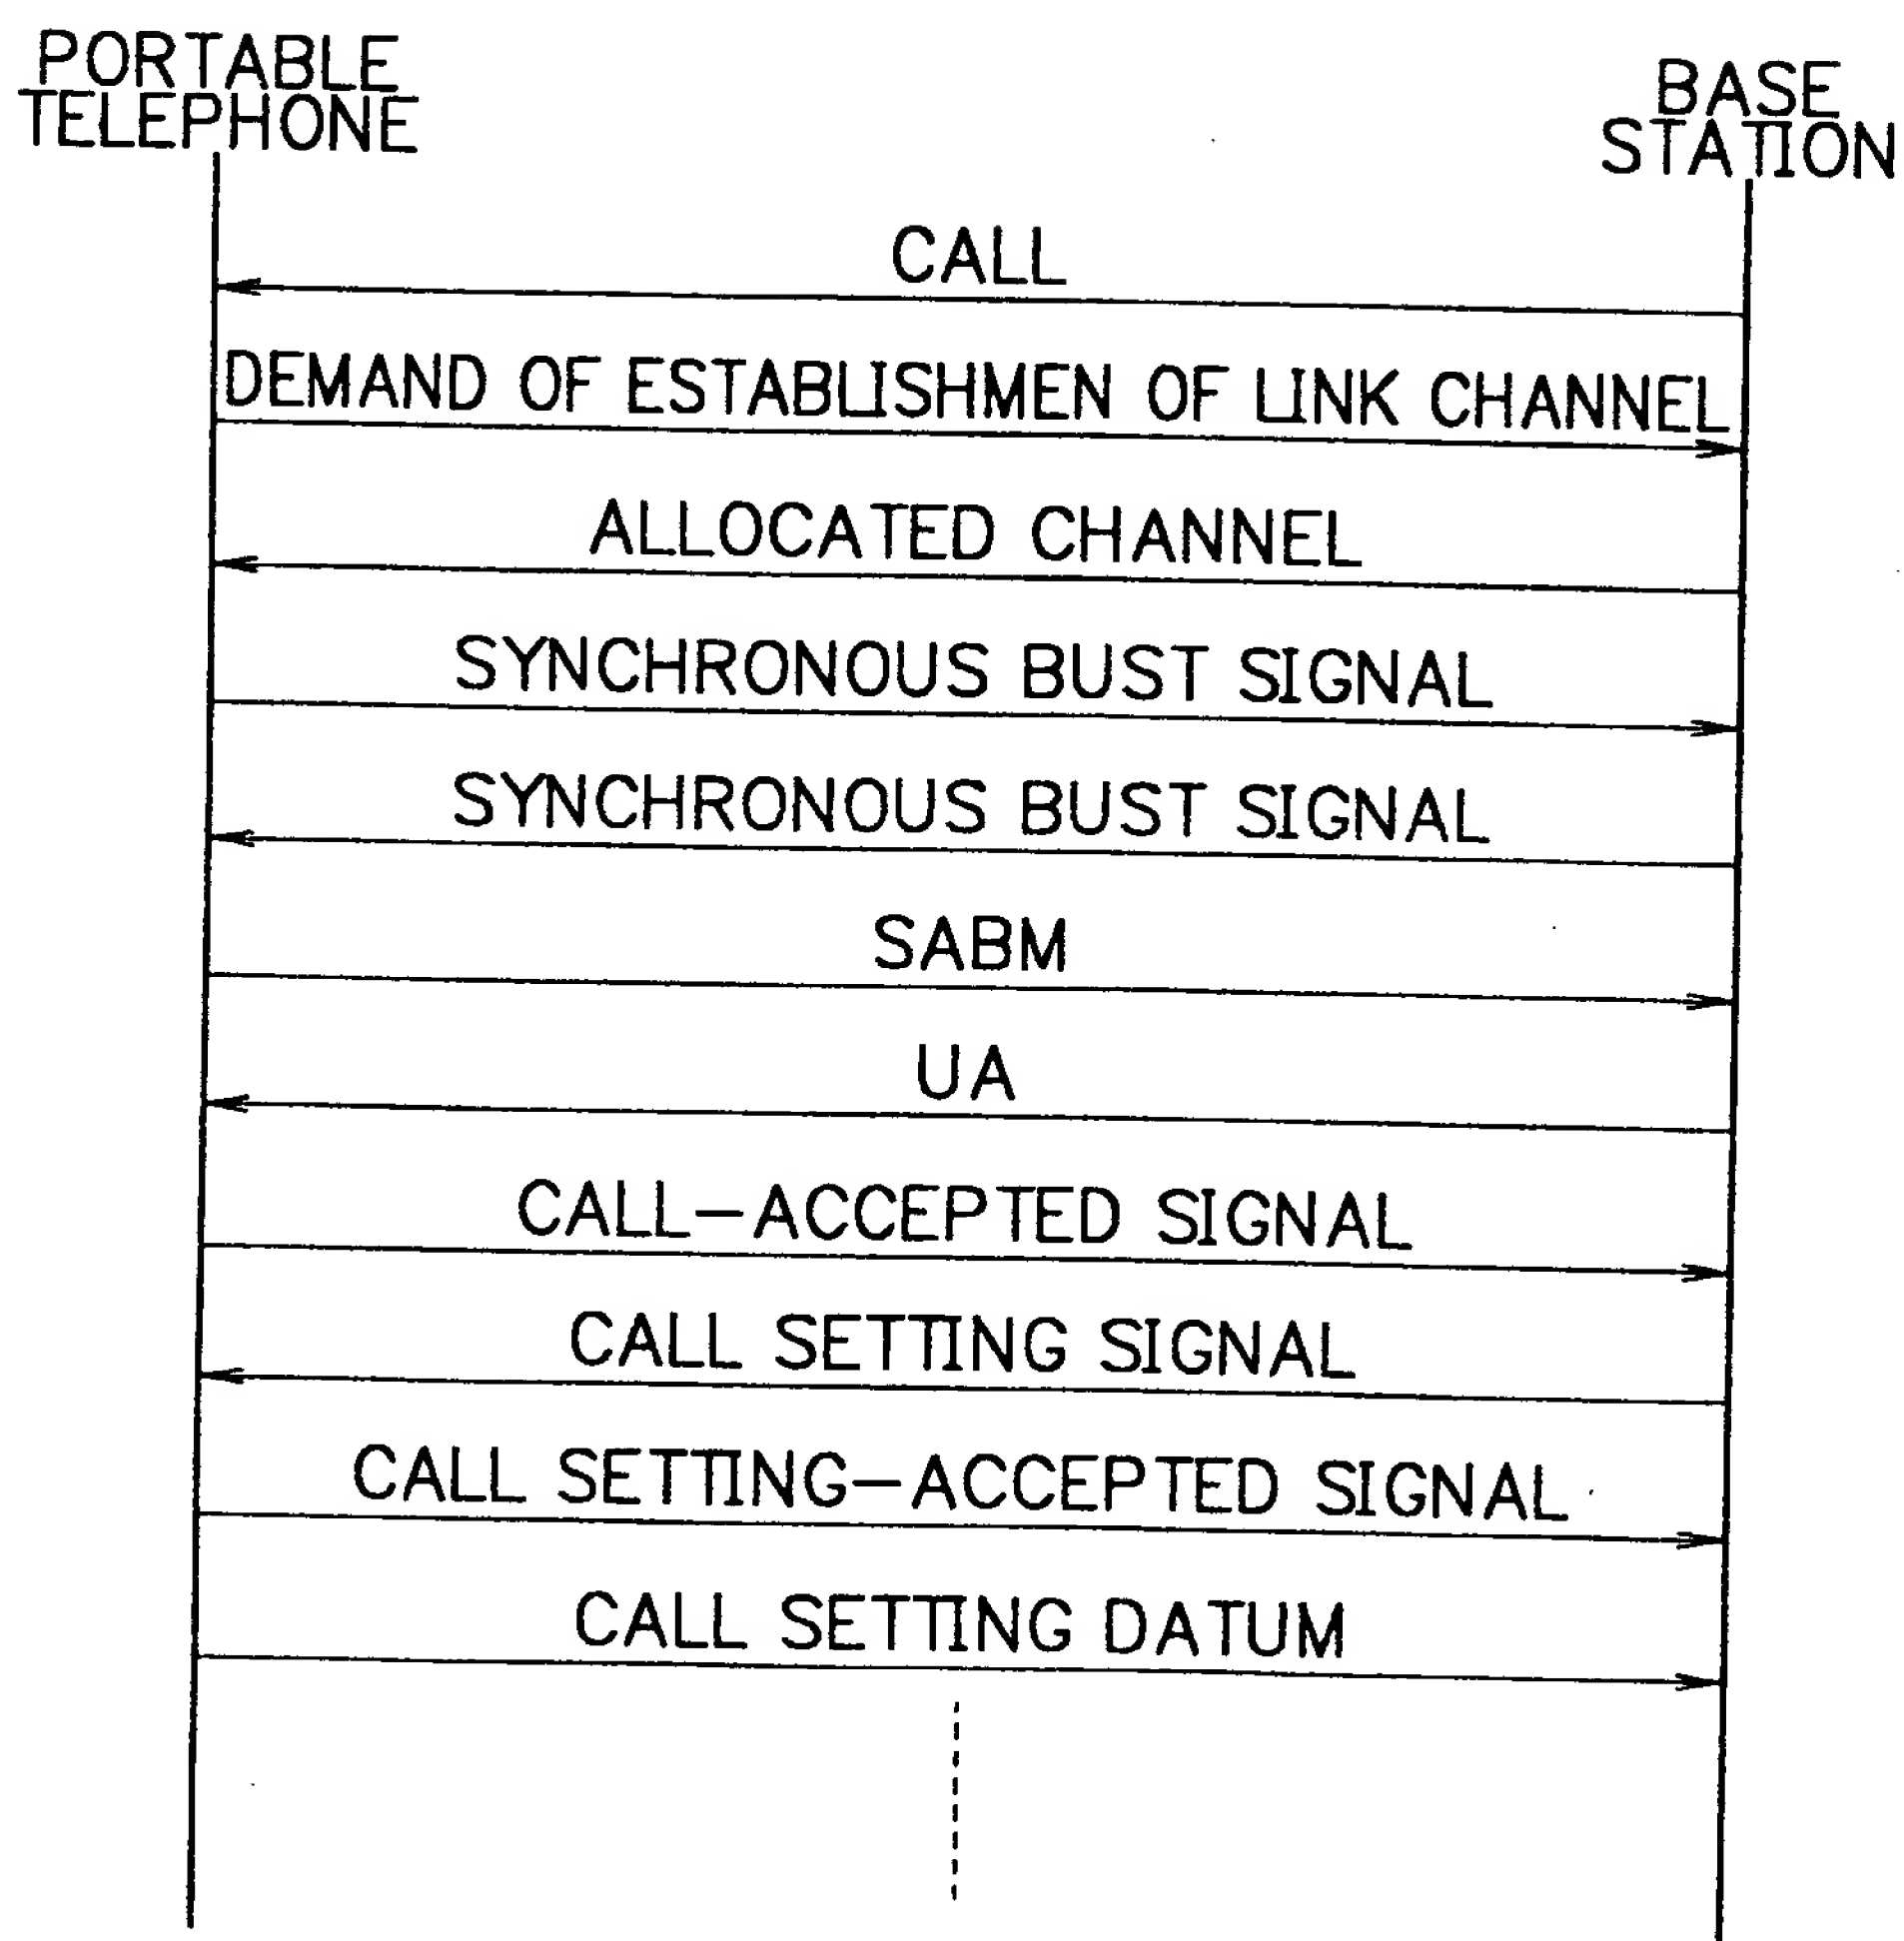 PORTABLE
TELEPHONE
BASE
STATION
CALL
DEMAND OF ESTABLISHMEN OF LINK CHANNEL
ALLOCATED CHANNEL
SYNCHRONOUS BUST SIGNAL
SYNCHRONOUS BUST SIGNAL
SABM
UA
CALL-ACCEPTED SIGNAL
CALL SETTING SIGNAL
CALL SETTING-ACCEPTED SIGNAL
CALL SETTING DATUM